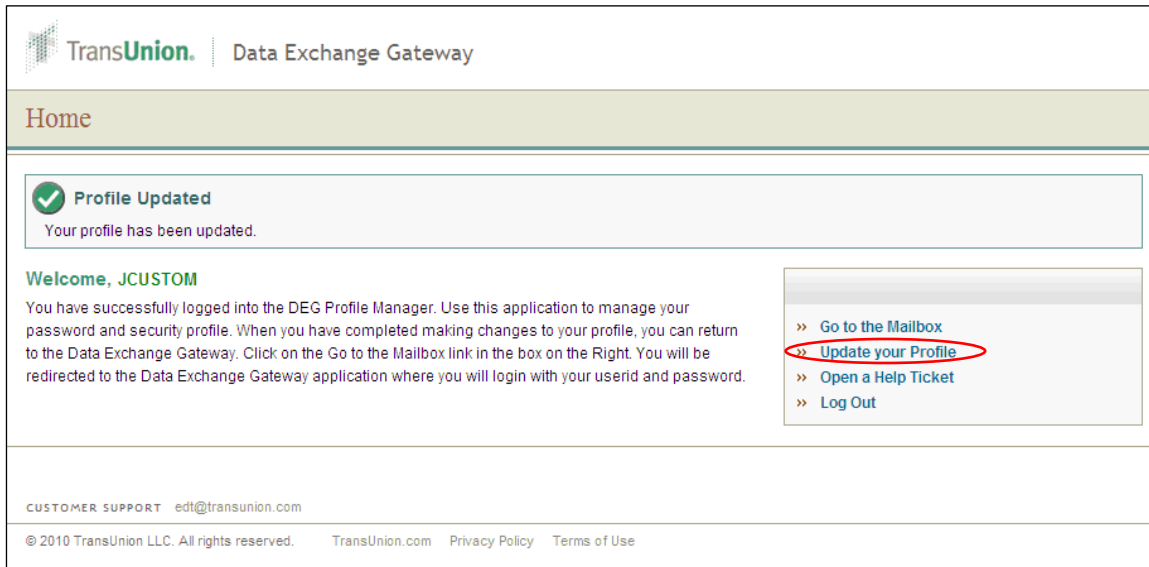 TransUnion. Data Exchange Gateway
Home
Profile Updated
Your profile has been updated.
Welcome, JCUSTOM
You have successfully logged into the DEG Profile Manager. Use this application to manage your
password and security profile. When you have completed making changes to your profile, you can return
to the Data Exchange Gateway. Click on the Go to the Mailbox link in the box on the Right. You will be
redirected to the Data Exchange Gateway application where you will login with your userid and password.
» Go to the Mailbox
» Update your Profile
» Open a Help Ticket
» Log Out
CUSTOMER SUPPORT edt@transunion.com
© 2010 TransUnion LLC. All rights reserved. TransUnion.com Privacy Policy Terms of Use